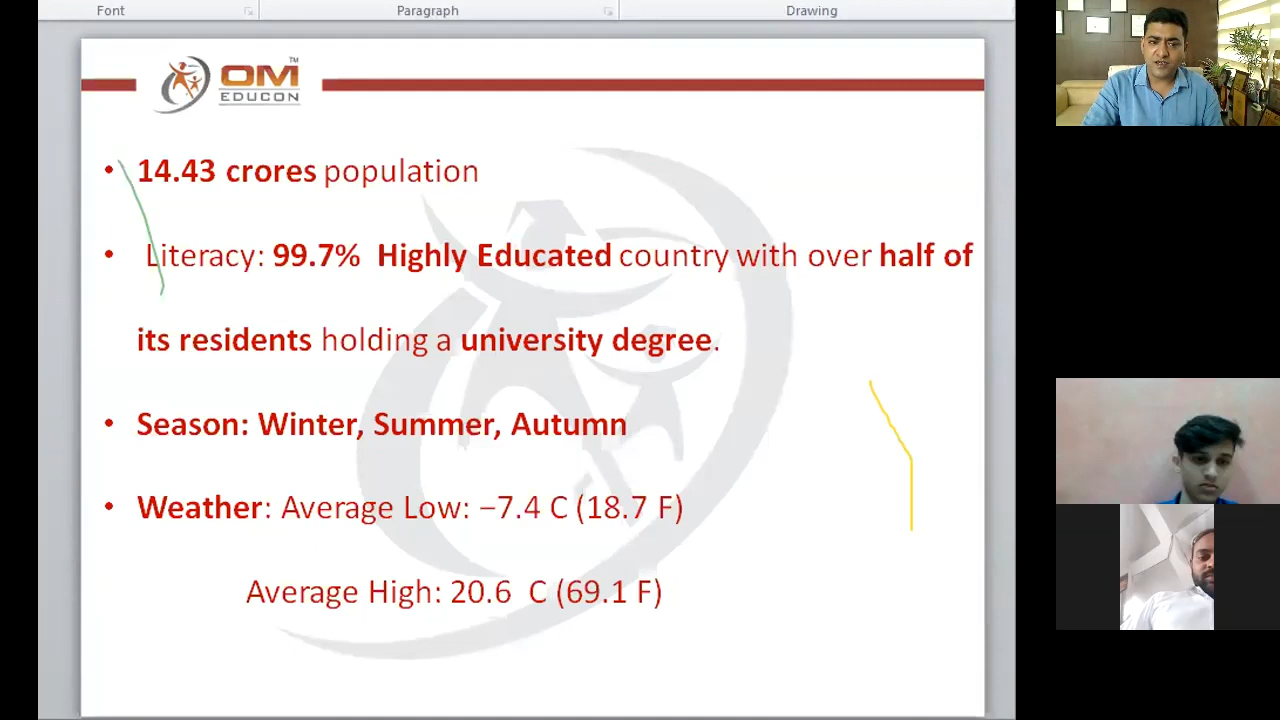 Font Paragraph Drawing
OM TM
EDUCON
• 14.43 crores population
• Literacy: 99.7% Highly Educated country with over half of
its residents holding a university degree.
• Season: Winter, Summer, Autumn
• Weather: Average Low: −7.4 C (18.7 F)
Average High: 20.6 C (69.1 F)